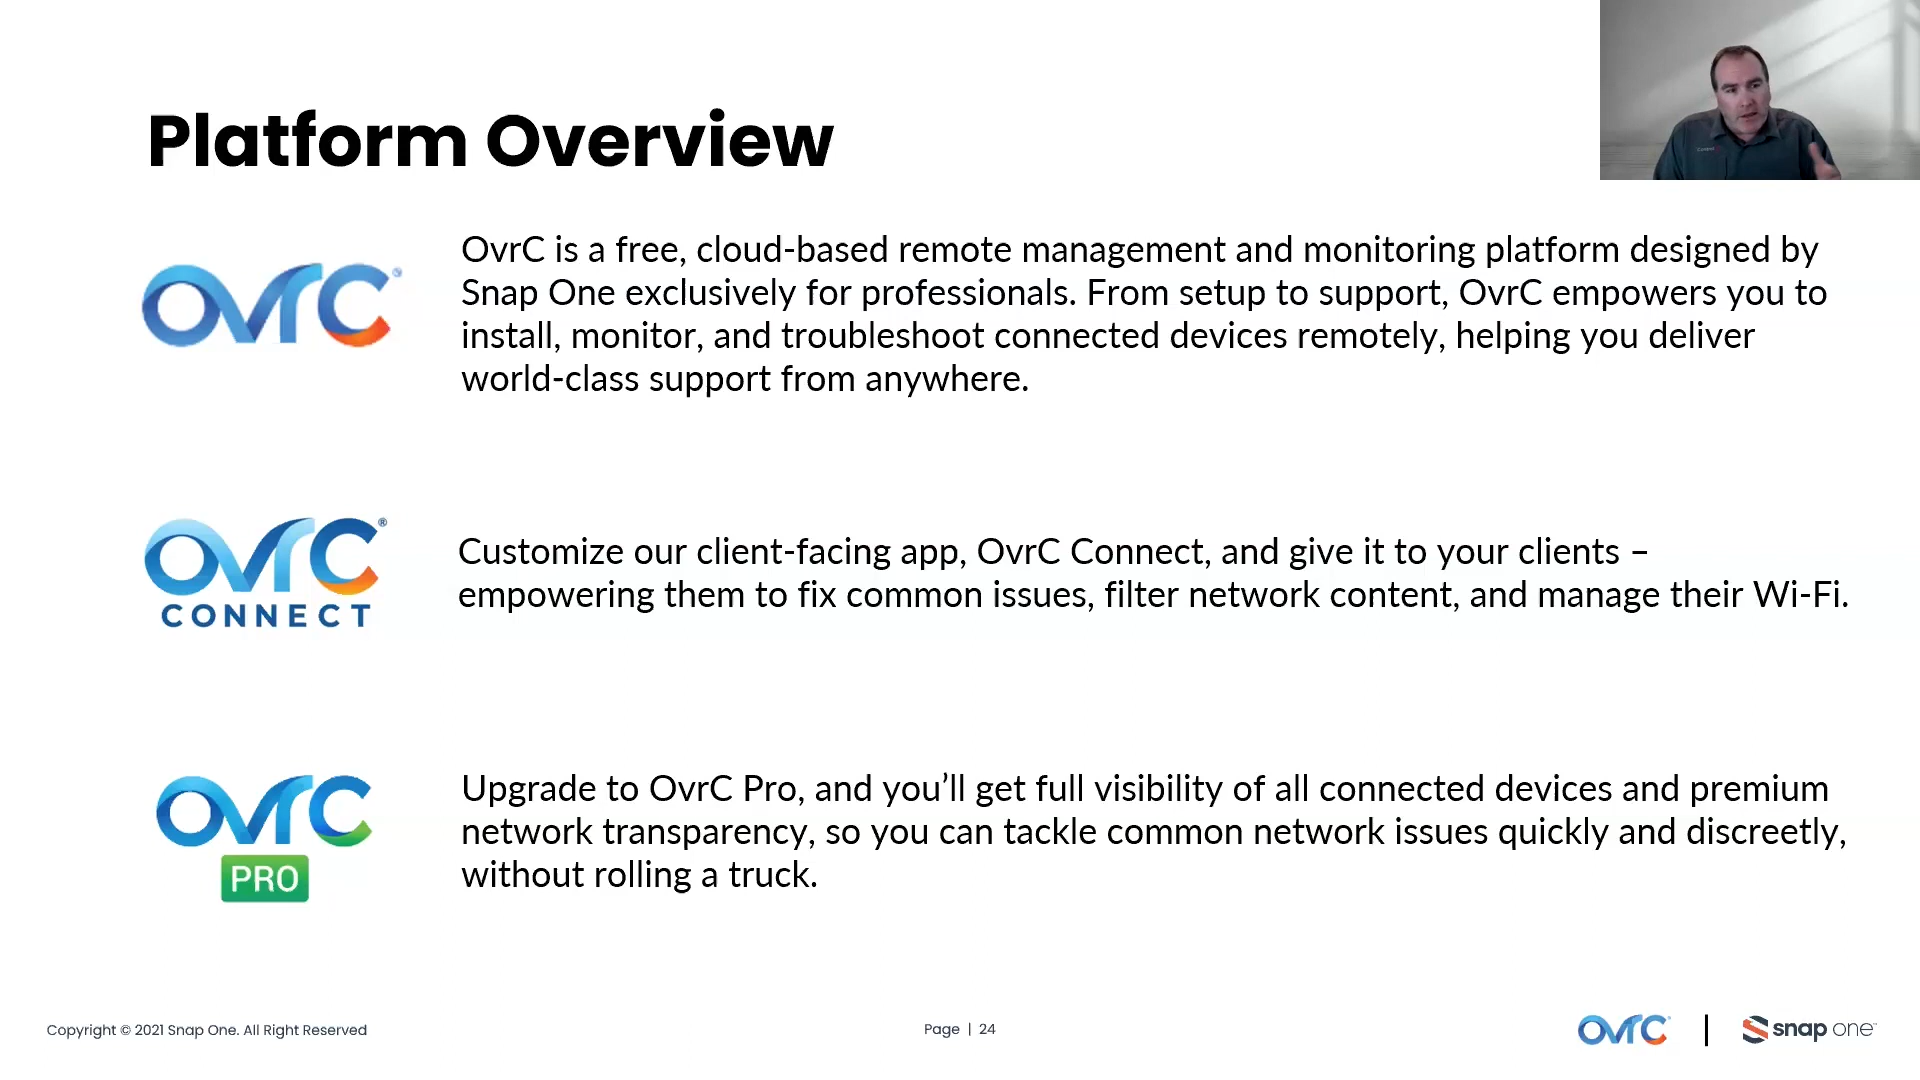 Platform Overview
ovrc®
OvrC is a free, cloud-based remote management and monitoring platform designed by
Snap One exclusively for professionals. From setup to support, OvrC empowers you to
install, monitor, and troubleshoot connected devices remotely, helping you deliver
world-class support from anywhere.
ovrc®
CONNECT
Customize our client-facing app, OvrC Connect, and give it to your clients –
empowering them to fix common issues, filter network content, and manage their Wi-Fi.
ovrc
PRO
Upgrade to OvrC Pro, and you’ll get full visibility of all connected devices and premium
network transparency, so you can tackle common network issues quickly and discreetly,
without rolling a truck.
Copyright © 2021 Snap One. All Right Reserved
Page | 24
ovrc | snap one™